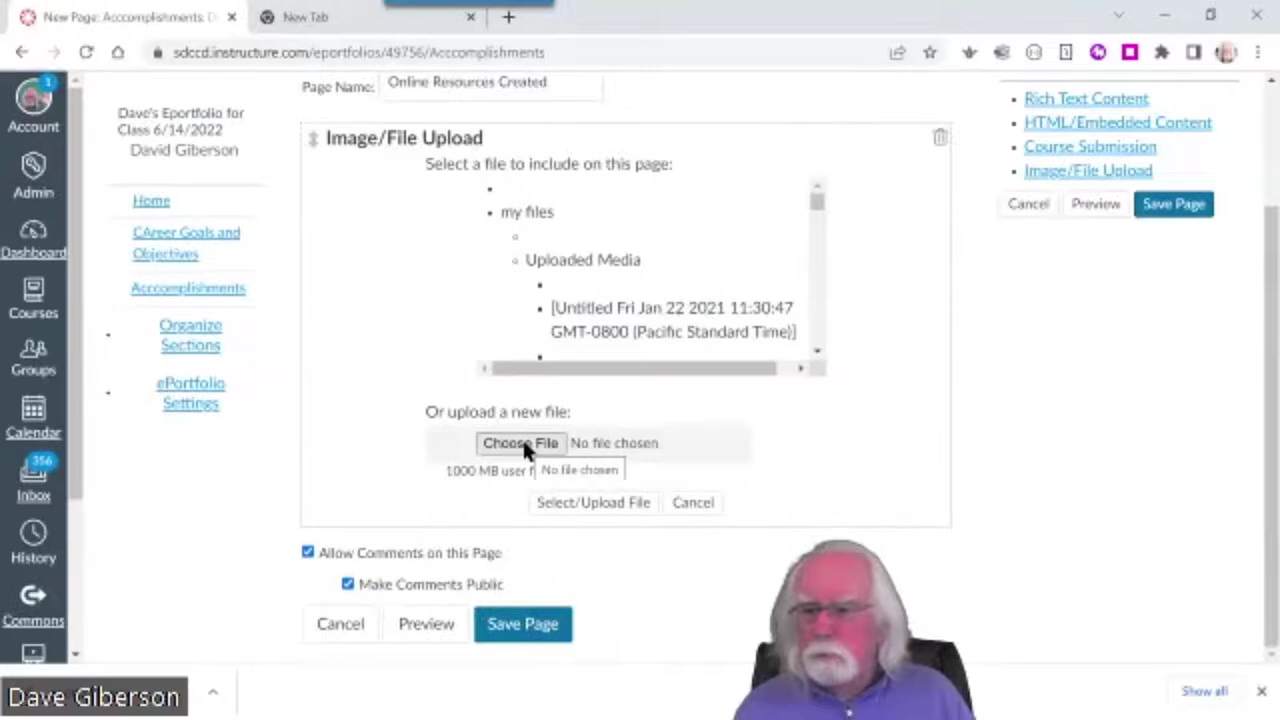 New Page: Acccomplishments: D
New Tab
sdccd.instructure.com/eportfolios/49756/Acccomplishments
1
Account
Admin
Dashboard
Courses
Groups
Calendar
356
Inbox
History
Commons
Dave's Eportfolio for
Class 6/14/2022
David Giberson
Home
CAreer Goals and
Objectives
Acccomplishments
Organize
Sections
ePortfolio
Settings
Page Name:
Online Resources Created
Image/File Upload
Select a file to include on this page:
my files
Uploaded Media
[Untitled Fri Jan 22 2021 11:30:47
GMT-0800 (Pacific Standard Time)]
Or upload a new file:
Choose File No file chosen
1000 MB user f
No file chosen
Select/Upload File
Cancel
Allow Comments on this Page
Make Comments Public
Cancel
Preview
Save Page
Rich Text Content
HTML/Embedded Content
Course Submission
Image/File Upload
Cancel
Preview
Save Page
Dave Giberson
Show all